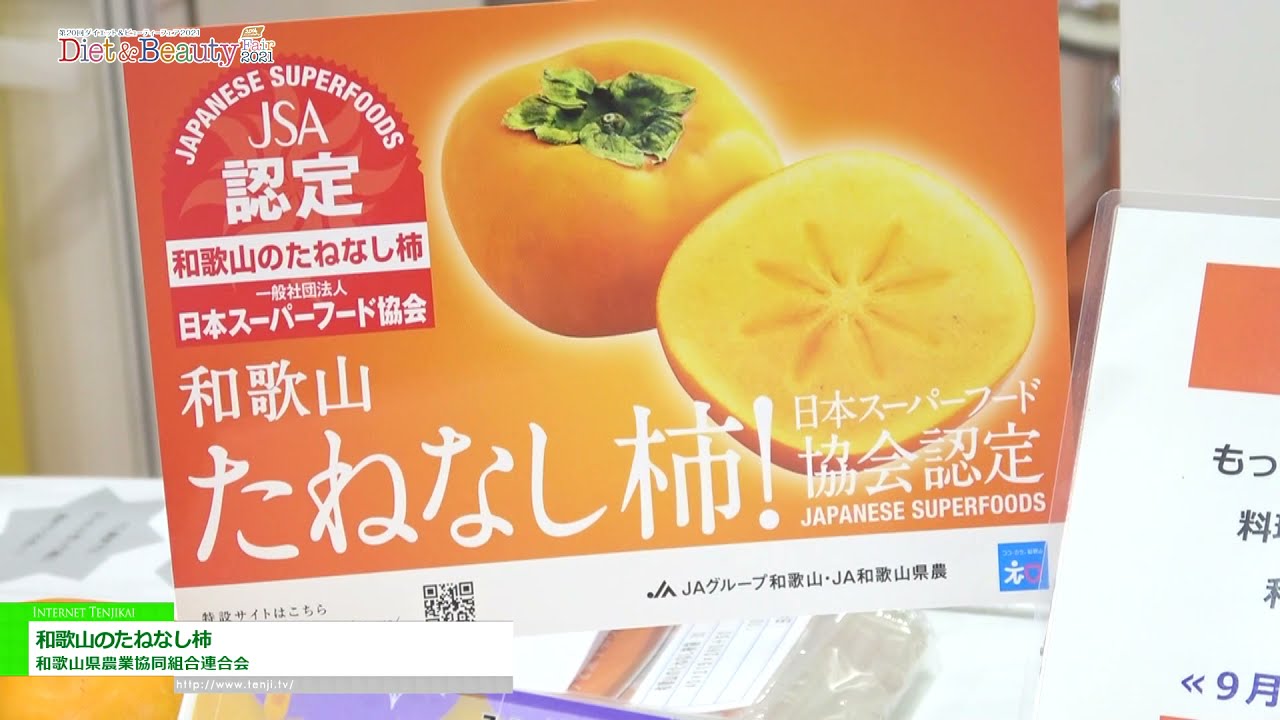 第20回ダイエット&ビューティーフェア2021
Diet&Beauty Fair 2021
JAPANESE SUPERFOODS
JSA
認定
和歌山のたねなし柿
一般社団法人
日本スーパーフード協会
和歌山
たねなし柿!
日本スーパーフード
協会認定
JAPANESE SUPERFOODS
JAグループ和歌山・JA和歌山県農
特設サイトはこちら
もっ
料理
≪9月
INTERNET TENJIKAI
和歌山のたねなし柿
和歌山県農業協同組合連合会
http://www.tenji.tv/